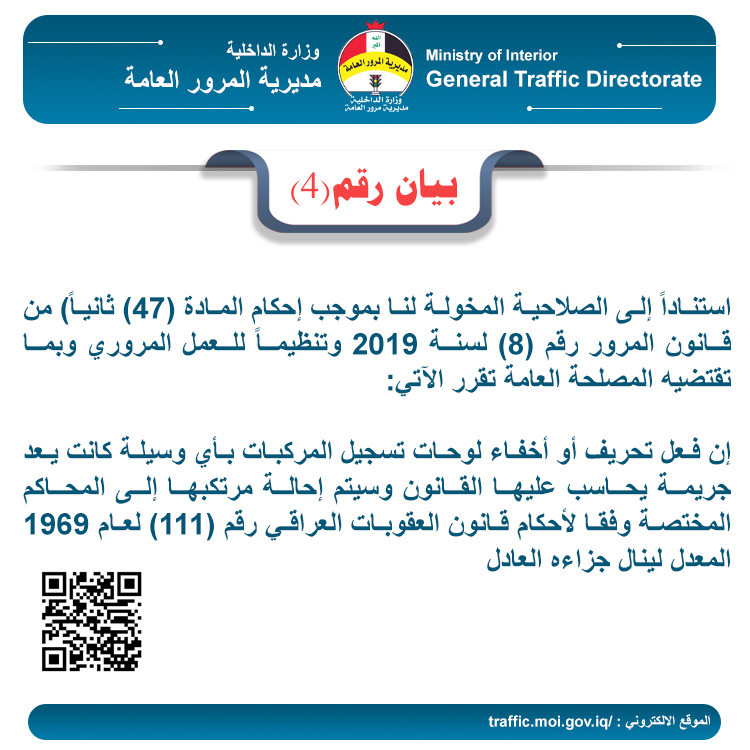 وزارة الداخلية
مديرية المرور العامة
الله
اكبر
مديرية المرور العامة
وزارة الداخلية
مديرية مرور العامة
Ministry of Interior
General Traffic Directorate
بيان رقم(4)
استناداً إلى الصلاحية المخولة لنا بموجب إحكام المادة (47) ثانياً) من
قانون المرور رقم (8) لسنة 2019 وتنظيماً للعمل المروري وبما
تقتضيه المصلحة العامة تقرر الآتي:
إن فعل تحريف أو أخفاء لوحات تسجيل المركبات بأي وسيلة كانت يعد
جريمة يحاسب عليها القانون وسيتم إحالة مرتكبها إلى المحاكم
المختصة وفقا لأحكام قانون العقوبات العراقي رقم (111) لعام 1969
المعدل لينال جزاءه العادل
الموقع الالكتروني : traffic.moi.gov.iq/